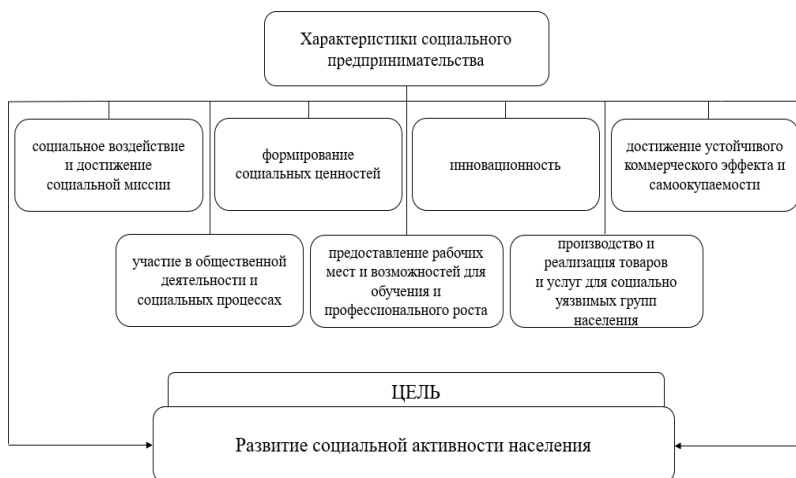 Характеристики социального
предпринимательства
социальное воздействие
и достижение
социальной миссии
формирование
социальных ценностей
инновационность
достижение устойчивого
коммерческого эффекта и
самоокупаемости
участие в общественной
деятельности и
социальных процессах
предоставление рабочих
мест и возможностей для
обучения и
профессионального роста
производство и
реализация товаров
и услуг для социально
уязвимых групп
населения
ЦЕЛЬ
Развитие социальной активности населения